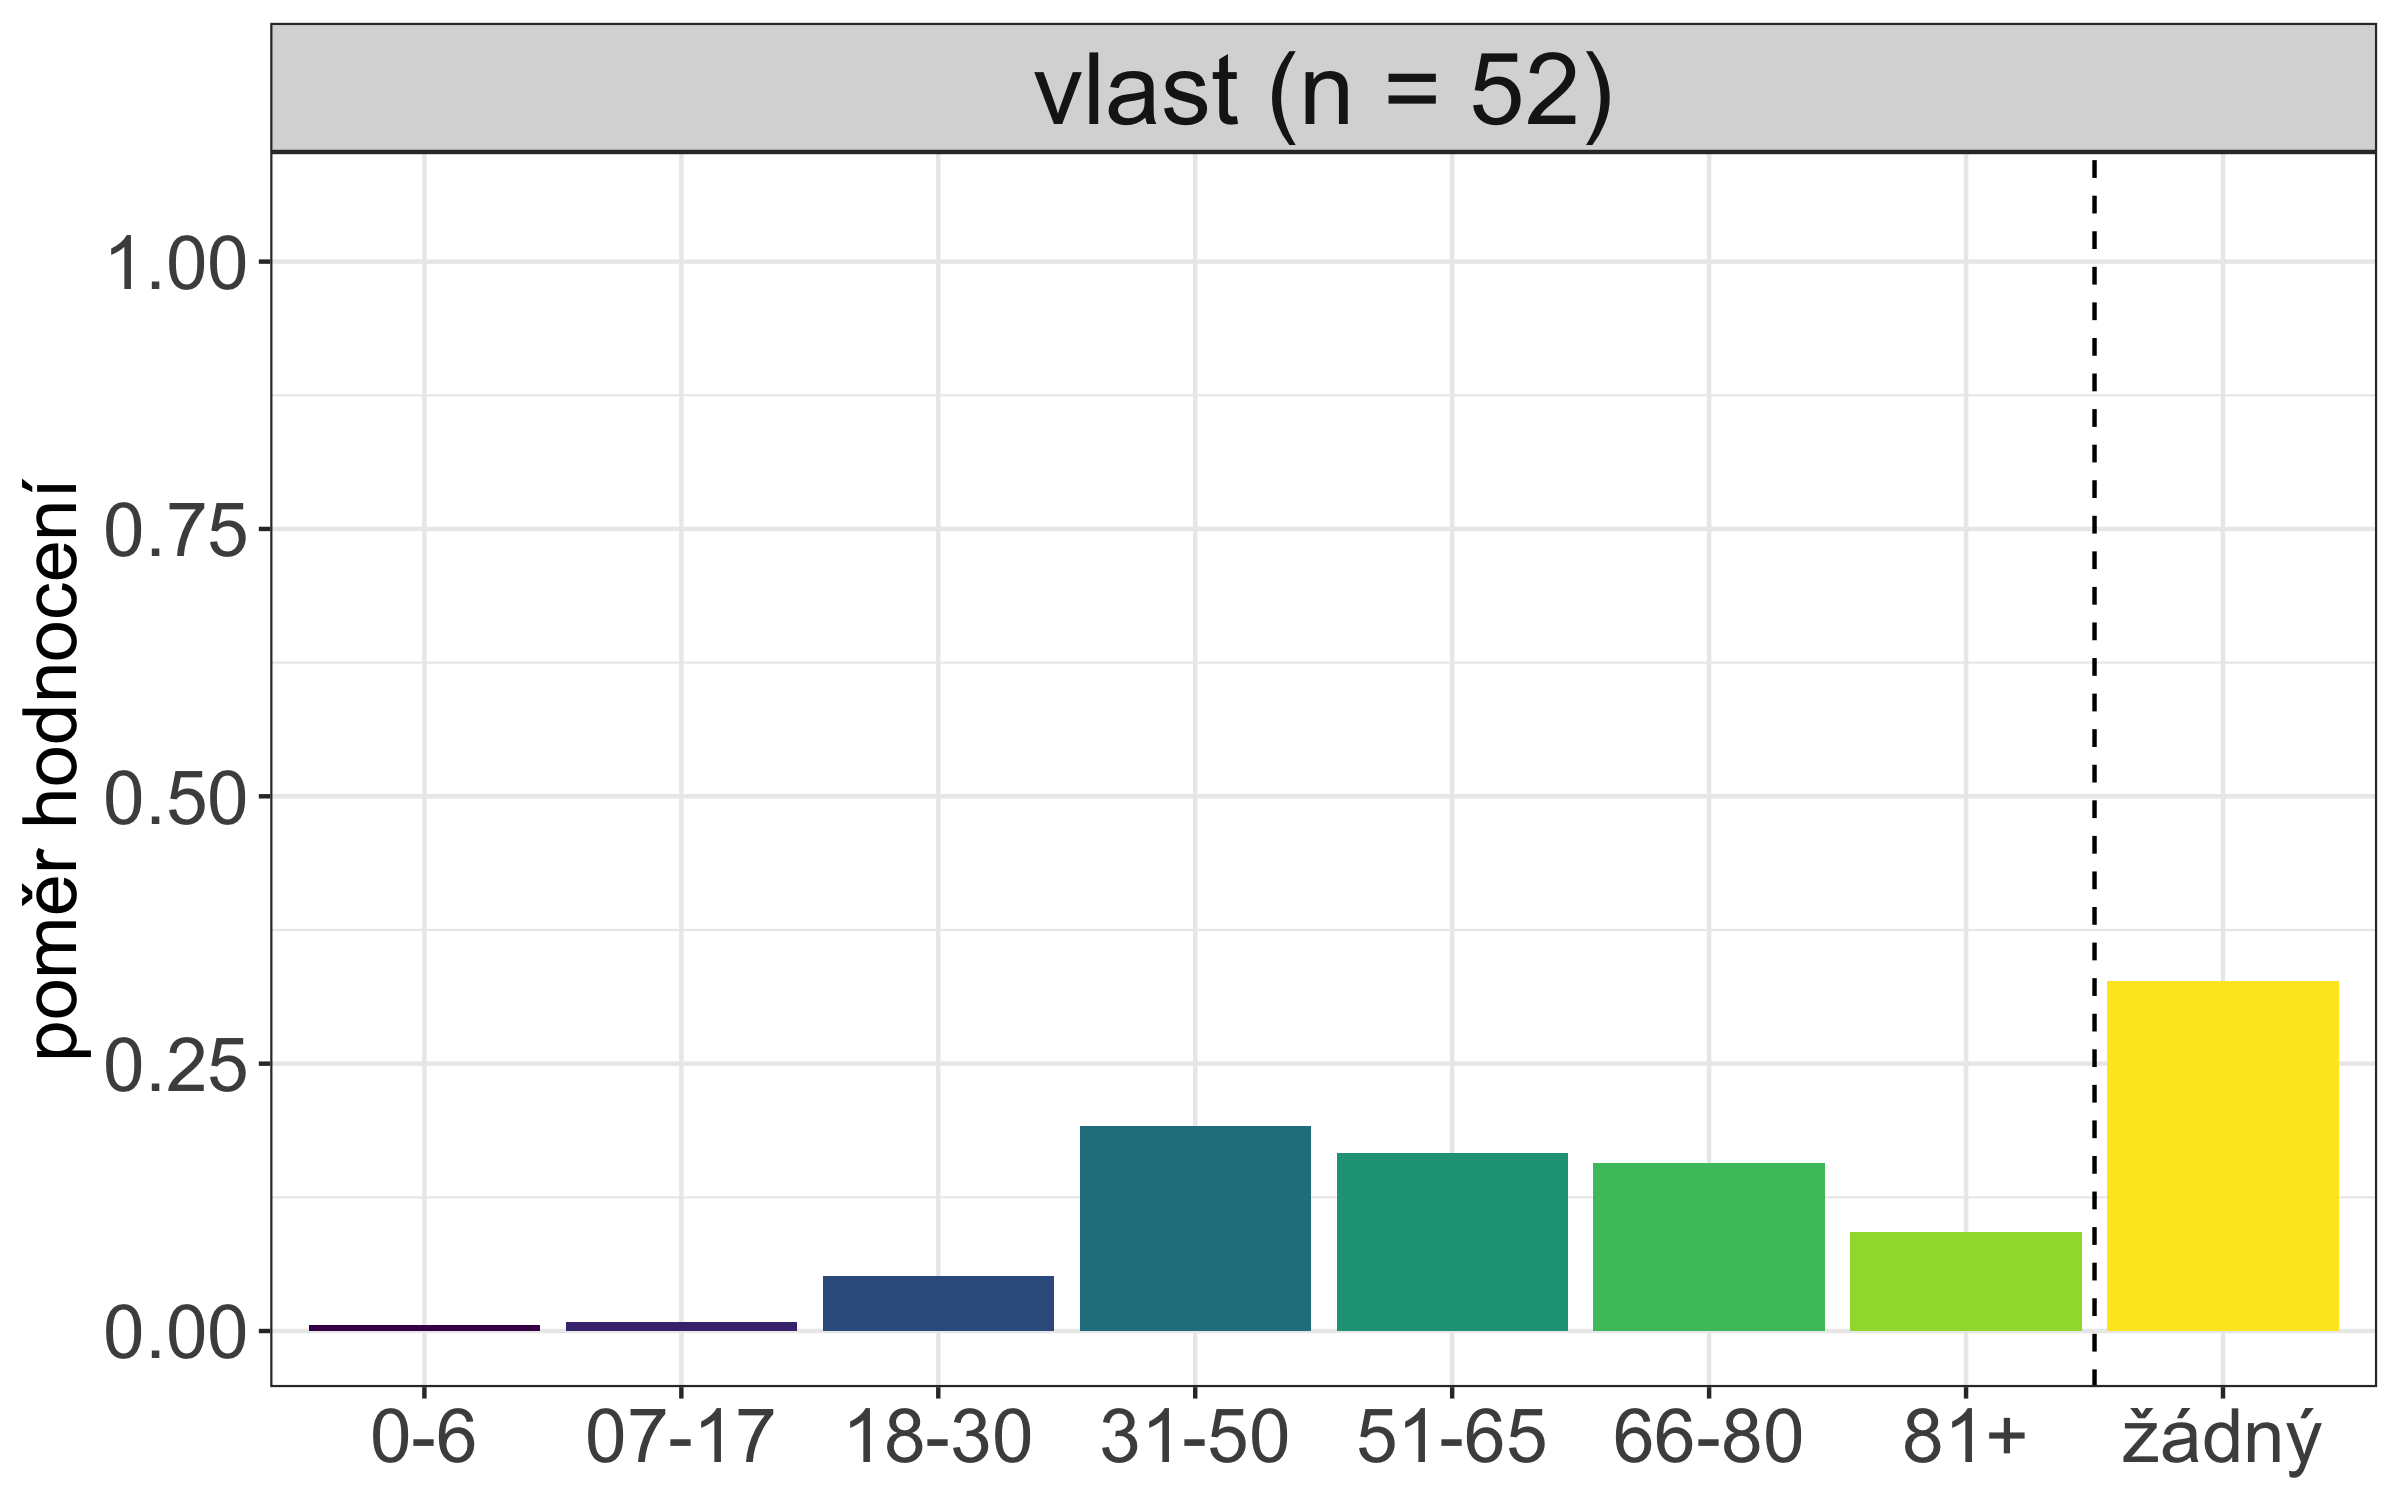 vlast (n = 52)
poměr hodnocení
1.00
0.75
0.50
0.25
0.00
0-6 07-17 18-30 31-50 51-65 66-80 81+ žádný